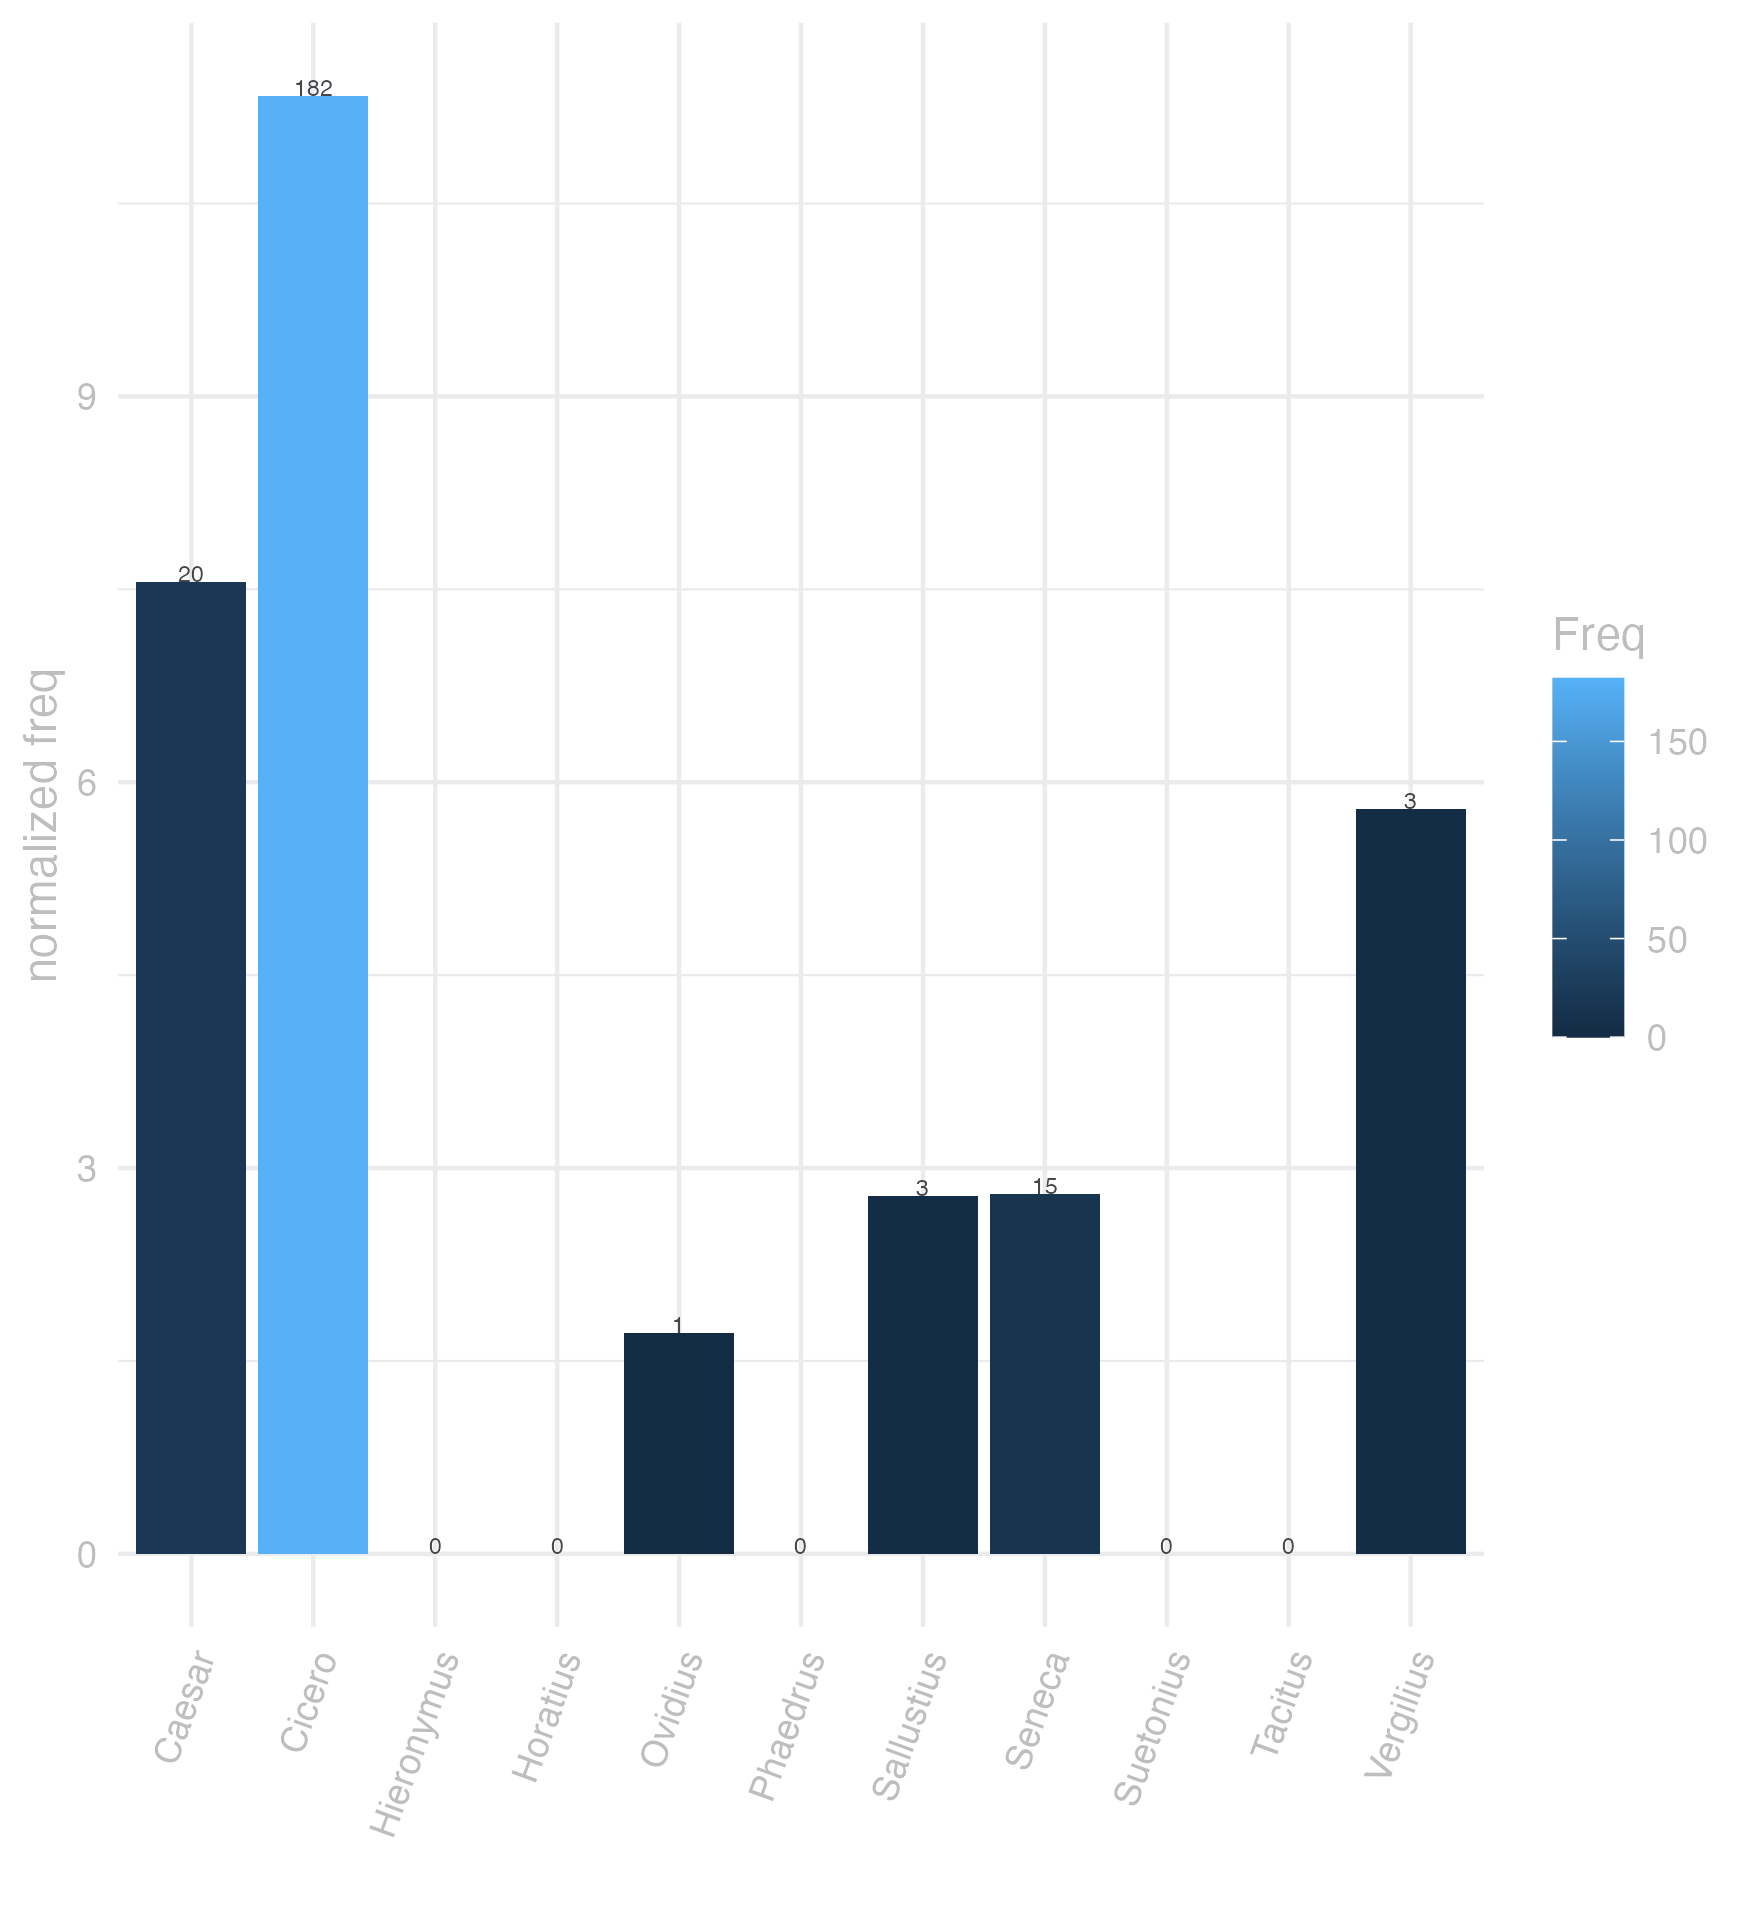 182
20
3
3
15
1
0
0
0
0
0
9
6
3
0
normalized freq
Caesar
Cicero
Hieronymus
Horatius
Ovidius
Phaedrus
Sallustius
Seneca
Suetonius
Tacitus
Vergilius
Freq
150
100
50
0